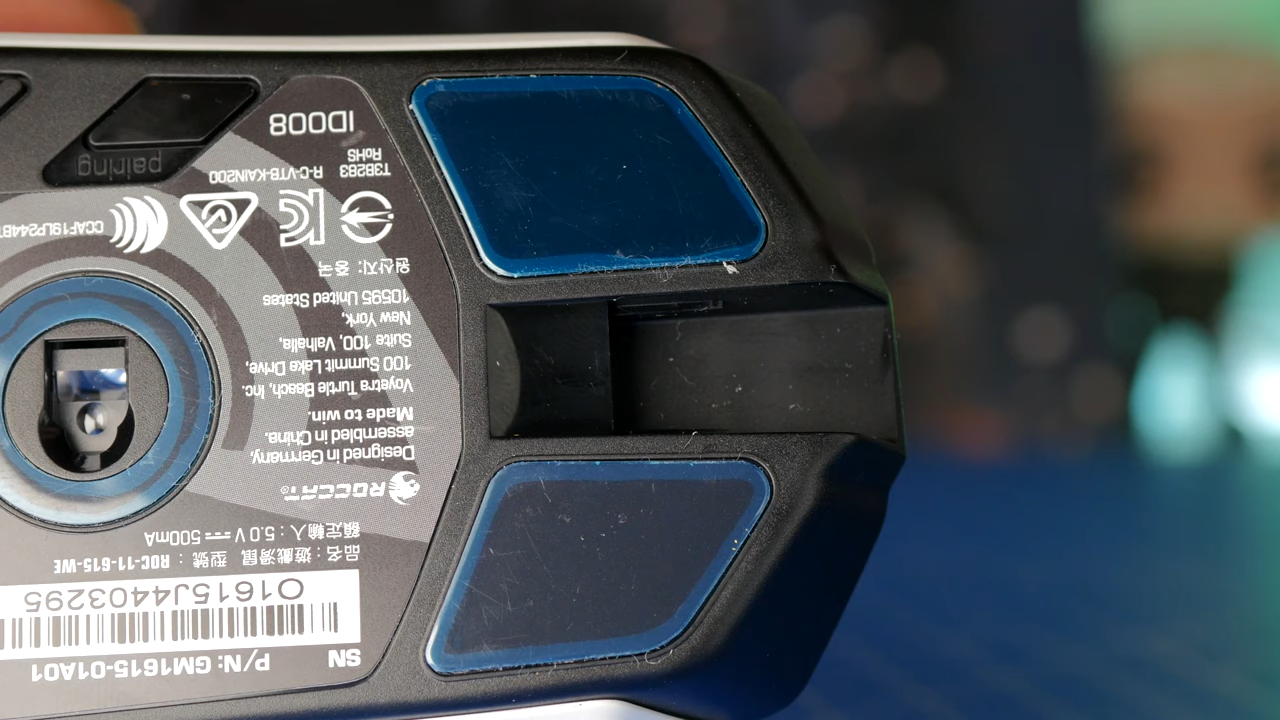 SN P/N: GM1615-01A01
O1615J4403295
品名：遊戲滑鼠 型號：ROC-11-615-WE
額定輸入：5.0V ⎓ 500mA
ROCCAT
Designed in Germany,
assembled in China.
Made to win.
Voyetra Turtle Beach, Inc.
100 Summit Lake Drive,
Suite 100, Valhalla,
New York,
10595 United States
원산지: 중국
T3B283
RoHS
R-C-VTB-KAIN200
ID008
pairing